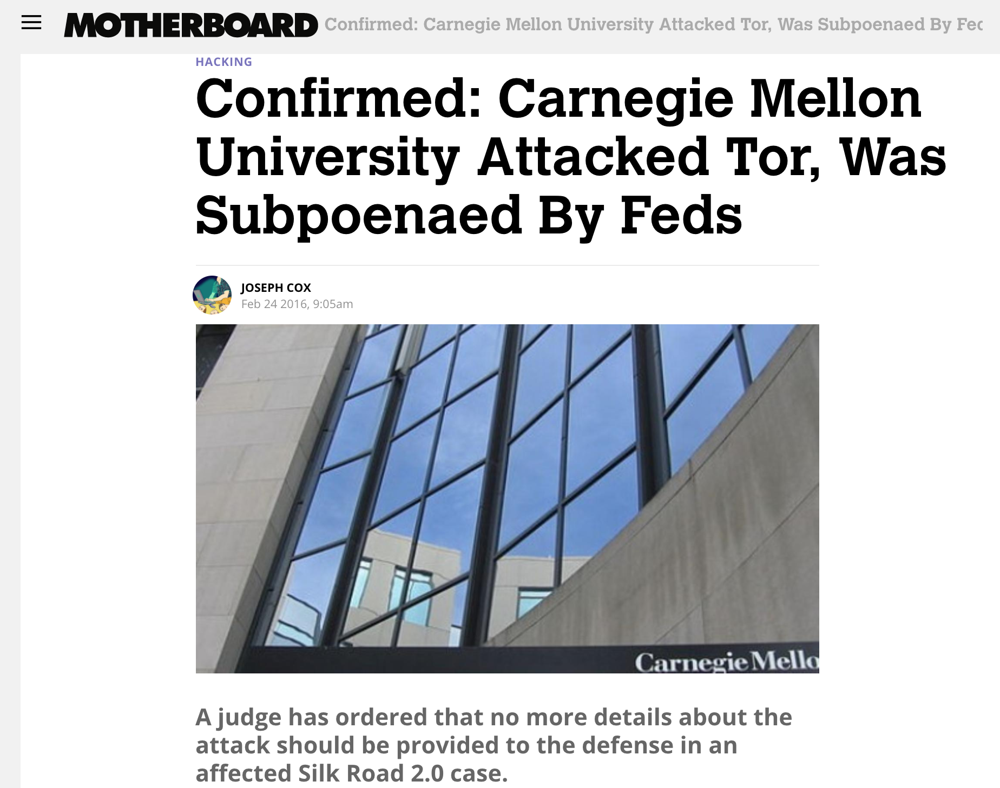 MOTHERBOARD Confirmed: Carnegie Mellon University Attacked Tor, Was Subpoenaed By Fed
HACKING
Confirmed: Carnegie Mellon
University Attacked Tor, Was
Subpoenaed By Feds
JOSEPH COX
Feb 24 2016, 9:05am
Carnegie Mello
A judge has ordered that no more details about the
attack should be provided to the defense in an
affected Silk Road 2.0 case.